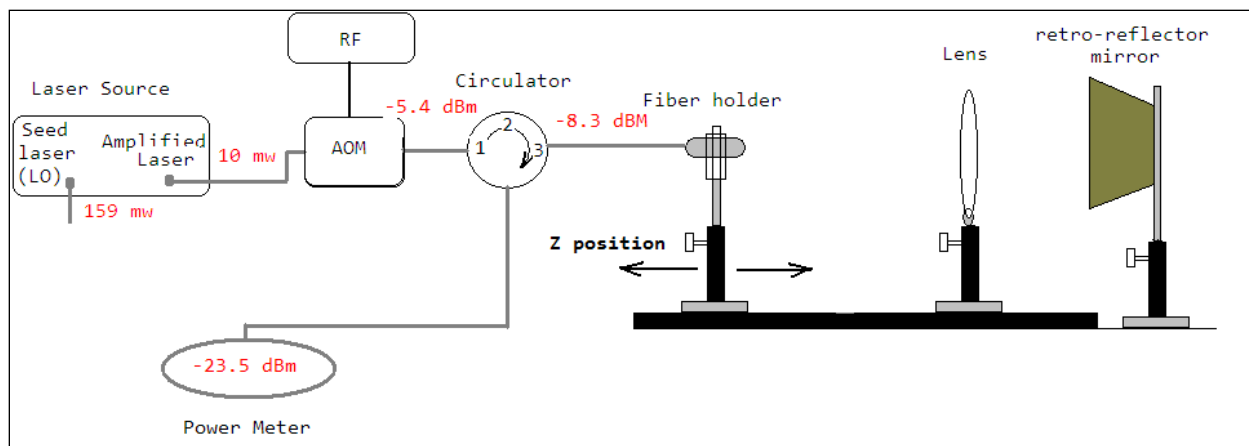 RF
Laser Source
Seed
laser
(LO)
Amplified
Laser
159 mw
10 mw
AOM
-5.4 dBm
Circulator
1
2
3
-8.3 dBM
Fiber holder
Z position
Lens
retro-reflector
mirror
-23.5 dBm
Power Meter